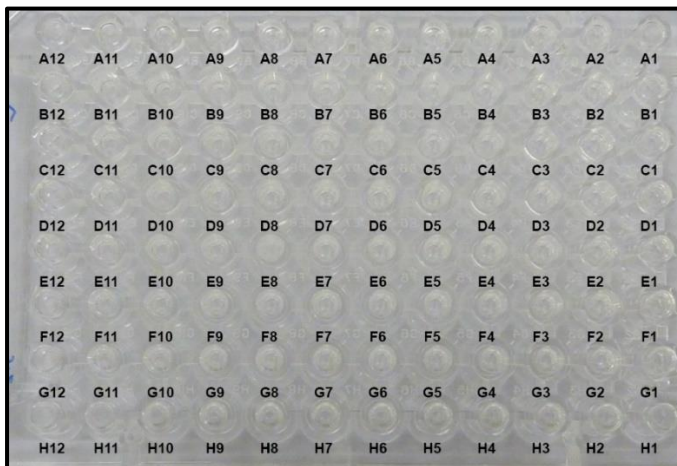 A12 A11 A10 A9 A8 A7 A6 A5 A4 A3 A2 A1
B12 B11 B10 B9 B8 B7 B6 B5 B4 B3 B2 B1
C12 C11 C10 C9 C8 C7 C6 C5 C4 C3 C2 C1
D12 D11 D10 D9 D8 D7 D6 D5 D4 D3 D2 D1
E12 E11 E10 E9 E8 E7 E6 E5 E4 E3 E2 E1
F12 F11 F10 F9 F8 F7 F6 F5 F4 F3 F2 F1
G12 G11 G10 G9 G8 G7 G6 G5 G4 G3 G2 G1
H12 H11 H10 H9 H8 H7 H6 H5 H4 H3 H2 H1